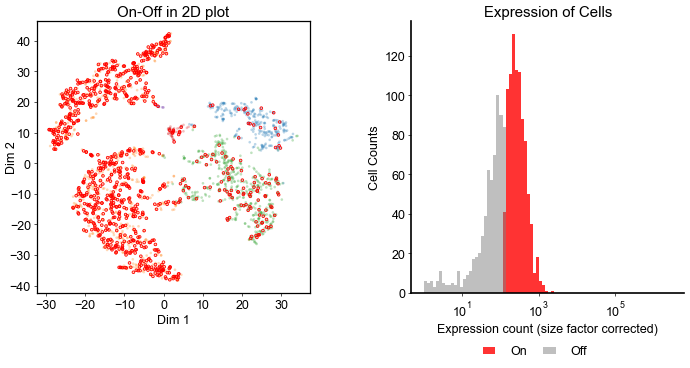 On-Off in 2D plot
Expression of Cells
40
30
20
10
0
−10
−20
−30
−40
Dim 2
−30 −20 −10 0 10 20 30
Dim 1
120
100
80
60
40
20
0
Cell Counts
10^1 10^3 10^5
Expression count (size factor corrected)
On Off